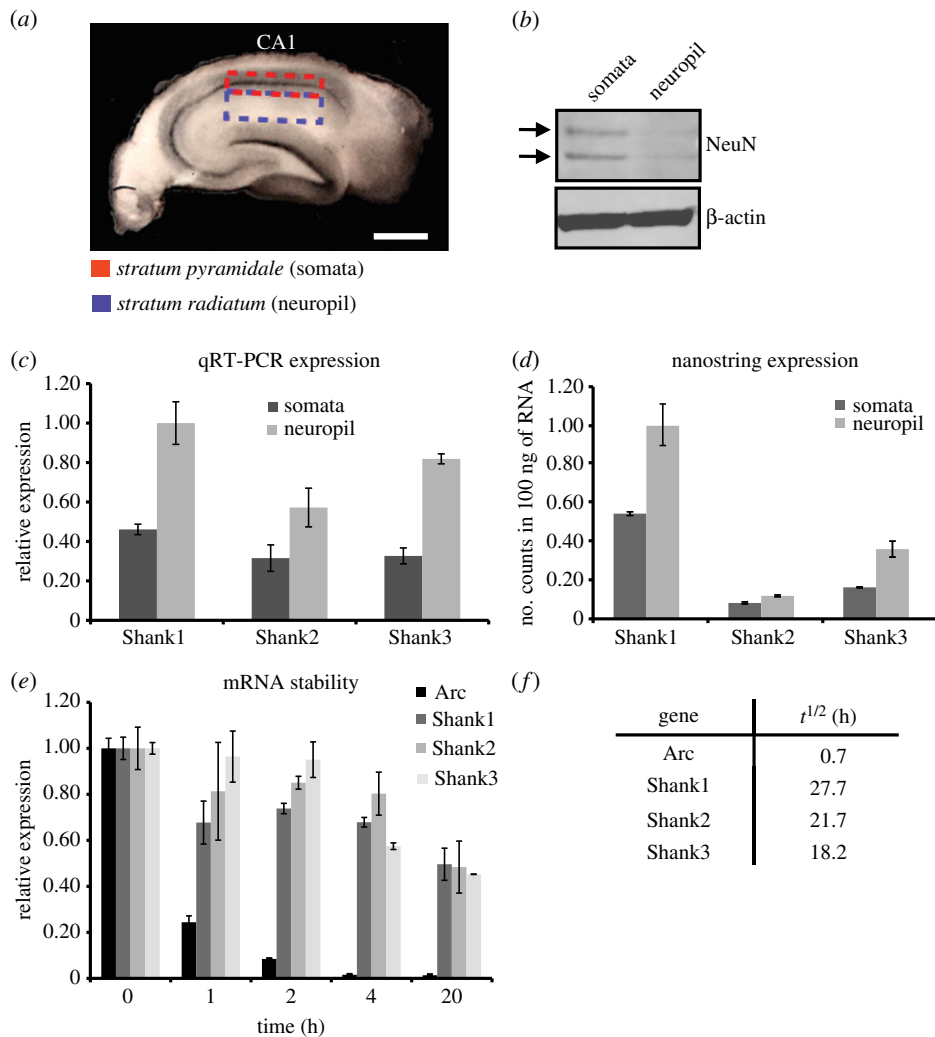 (a)
CA1
stratum pyramidale (somata)
stratum radiatum (neuropil)
(b)
somata
neuropil
NeuN
β-actin
(c)
qRT-PCR expression
relative expression
1.20
1.00
0.80
0.60
0.40
0.20
0
somata
neuropil
Shank1
Shank2
Shank3
(d)
nanostring expression
no. counts in 100 ng of RNA
1.20
1.00
0.80
0.60
0.40
0.20
0
somata
neuropil
Shank1
Shank2
Shank3
(e)
mRNA stability
relative expression
1.20
1.00
0.80
0.60
0.40
0.20
0
Arc
Shank1
Shank2
Shank3
0 1 2 4 20
time (h)
(f)
gene t^1/2 (h)
Arc 0.7
Shank1 27.7
Shank2 21.7
Shank3 18.2